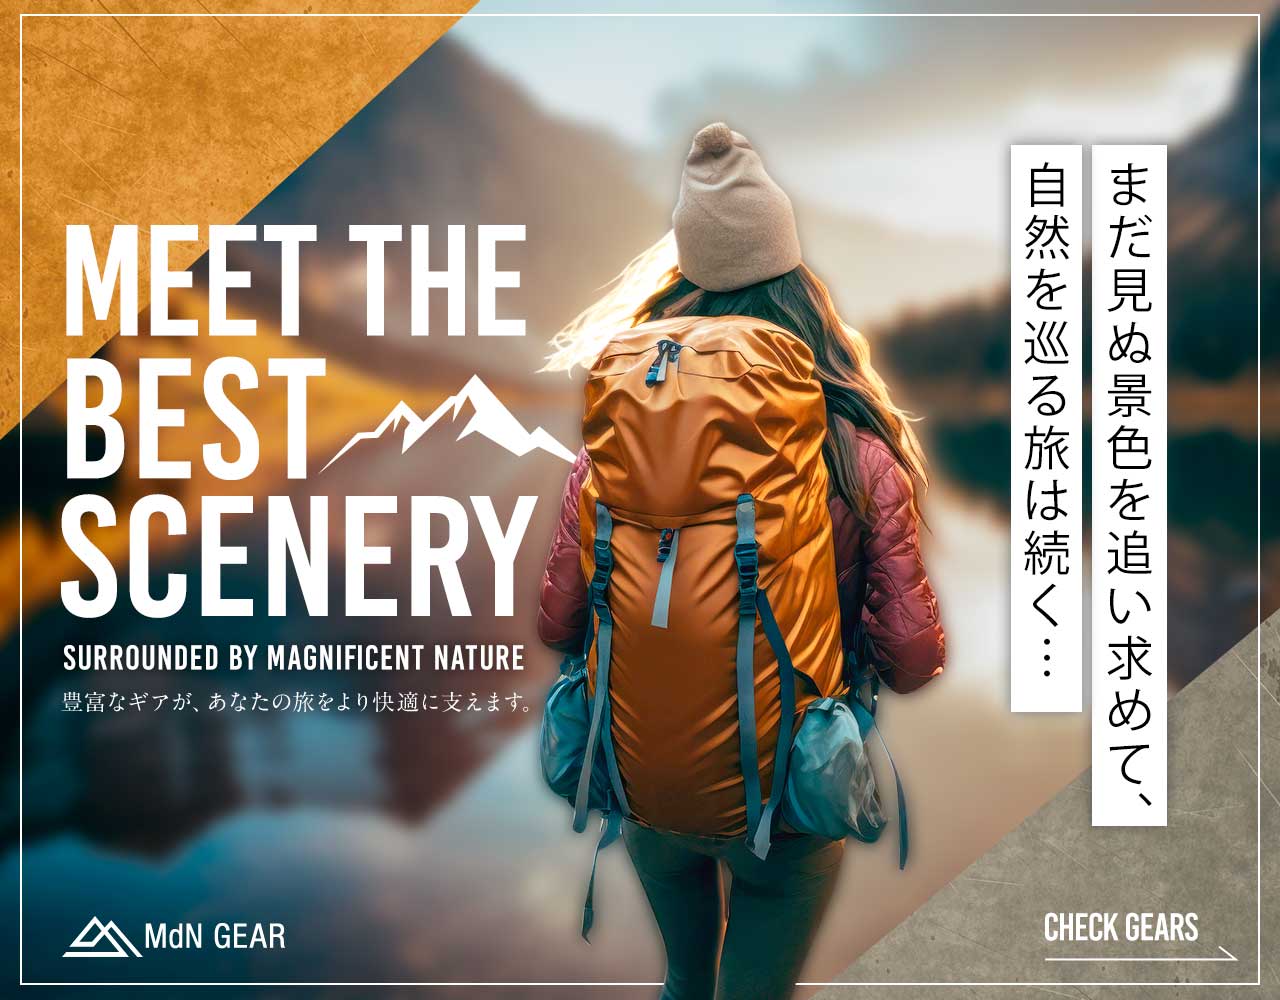 MEET THE
BEST
SCENERY
SURROUNDED BY MAGNIFICENT NATURE
豊富なギアが、あなたの旅をより快適に支えます。
まだ見ぬ景色を追い求めて、
自然を巡る旅は続く…
MdN GEAR
CHECK GEARS